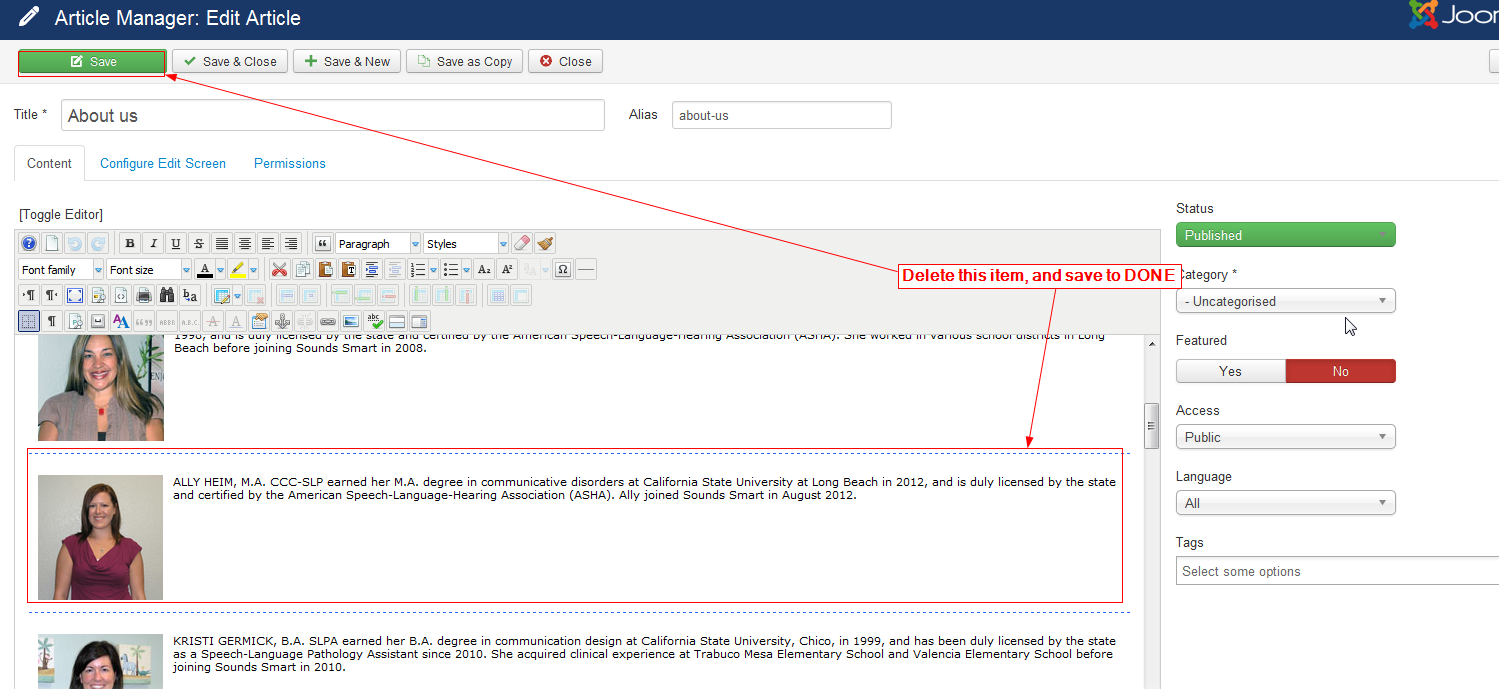 Article Manager: Edit Article
Joo
Save
Save & Close
Save & New
Save as Copy
Close
Title *
About us
Alias
about-us
Content
Configure Edit Screen
Permissions
[Toggle Editor]
B I U S
Paragraph
Styles
Font family
Font size
Delete this item, and save to DONE
1998, and is duly licensed by the state and certified by the American Speech-Language-Hearing Association (ASHA). She worked in various school districts in Long
Beach before joining Sounds Smart in 2008.
ALLY HEIM, M.A. CCC-SLP earned her M.A. degree in communicative disorders at California State University at Long Beach in 2012, and is duly licensed by the state
and certified by the American Speech-Language-Hearing Association (ASHA). Ally joined Sounds Smart in August 2012.
KRISTI GERMICK, B.A. SLPA earned her B.A. degree in communication design at California State University, Chico, in 1999, and has been duly licensed by the state
as a Speech-Language Pathology Assistant since 2010. She acquired clinical experience at Trabuco Mesa Elementary School and Valencia Elementary School before
joining Sounds Smart in 2010.
Status
Published
Category *
- Uncategorised
Featured
Yes
No
Access
Public
Language
All
Tags
Select some options